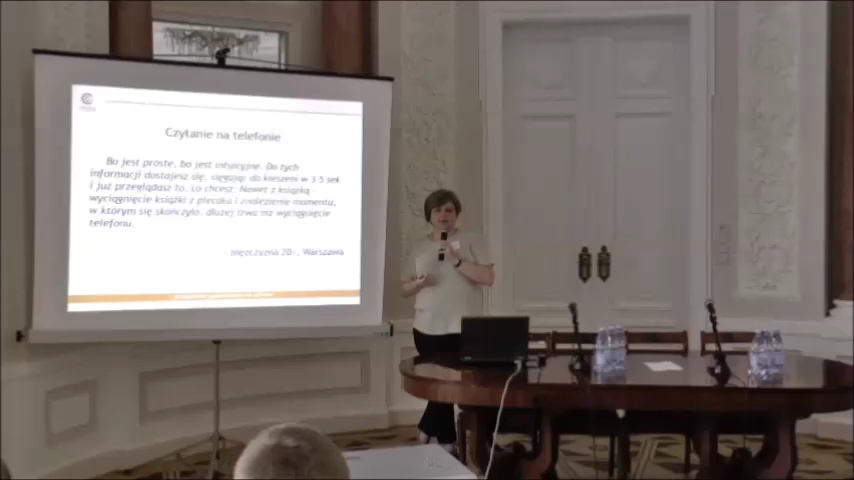 Czytanie na telefonie
Bo jest proste, bo jest intuicyjne. Do tych
informacji dostajesz się, sięgając do kieszeni w 3-5 sek
i już przeglądasz to, co chcesz. Nawet z książką -
wyciągnięcie książki z plecaka i znalezienie momentu,
w którym się skończyło, dłużej trwa niż wyciągnięcie
telefonu.
- mężczyzna 20-, Warszawa